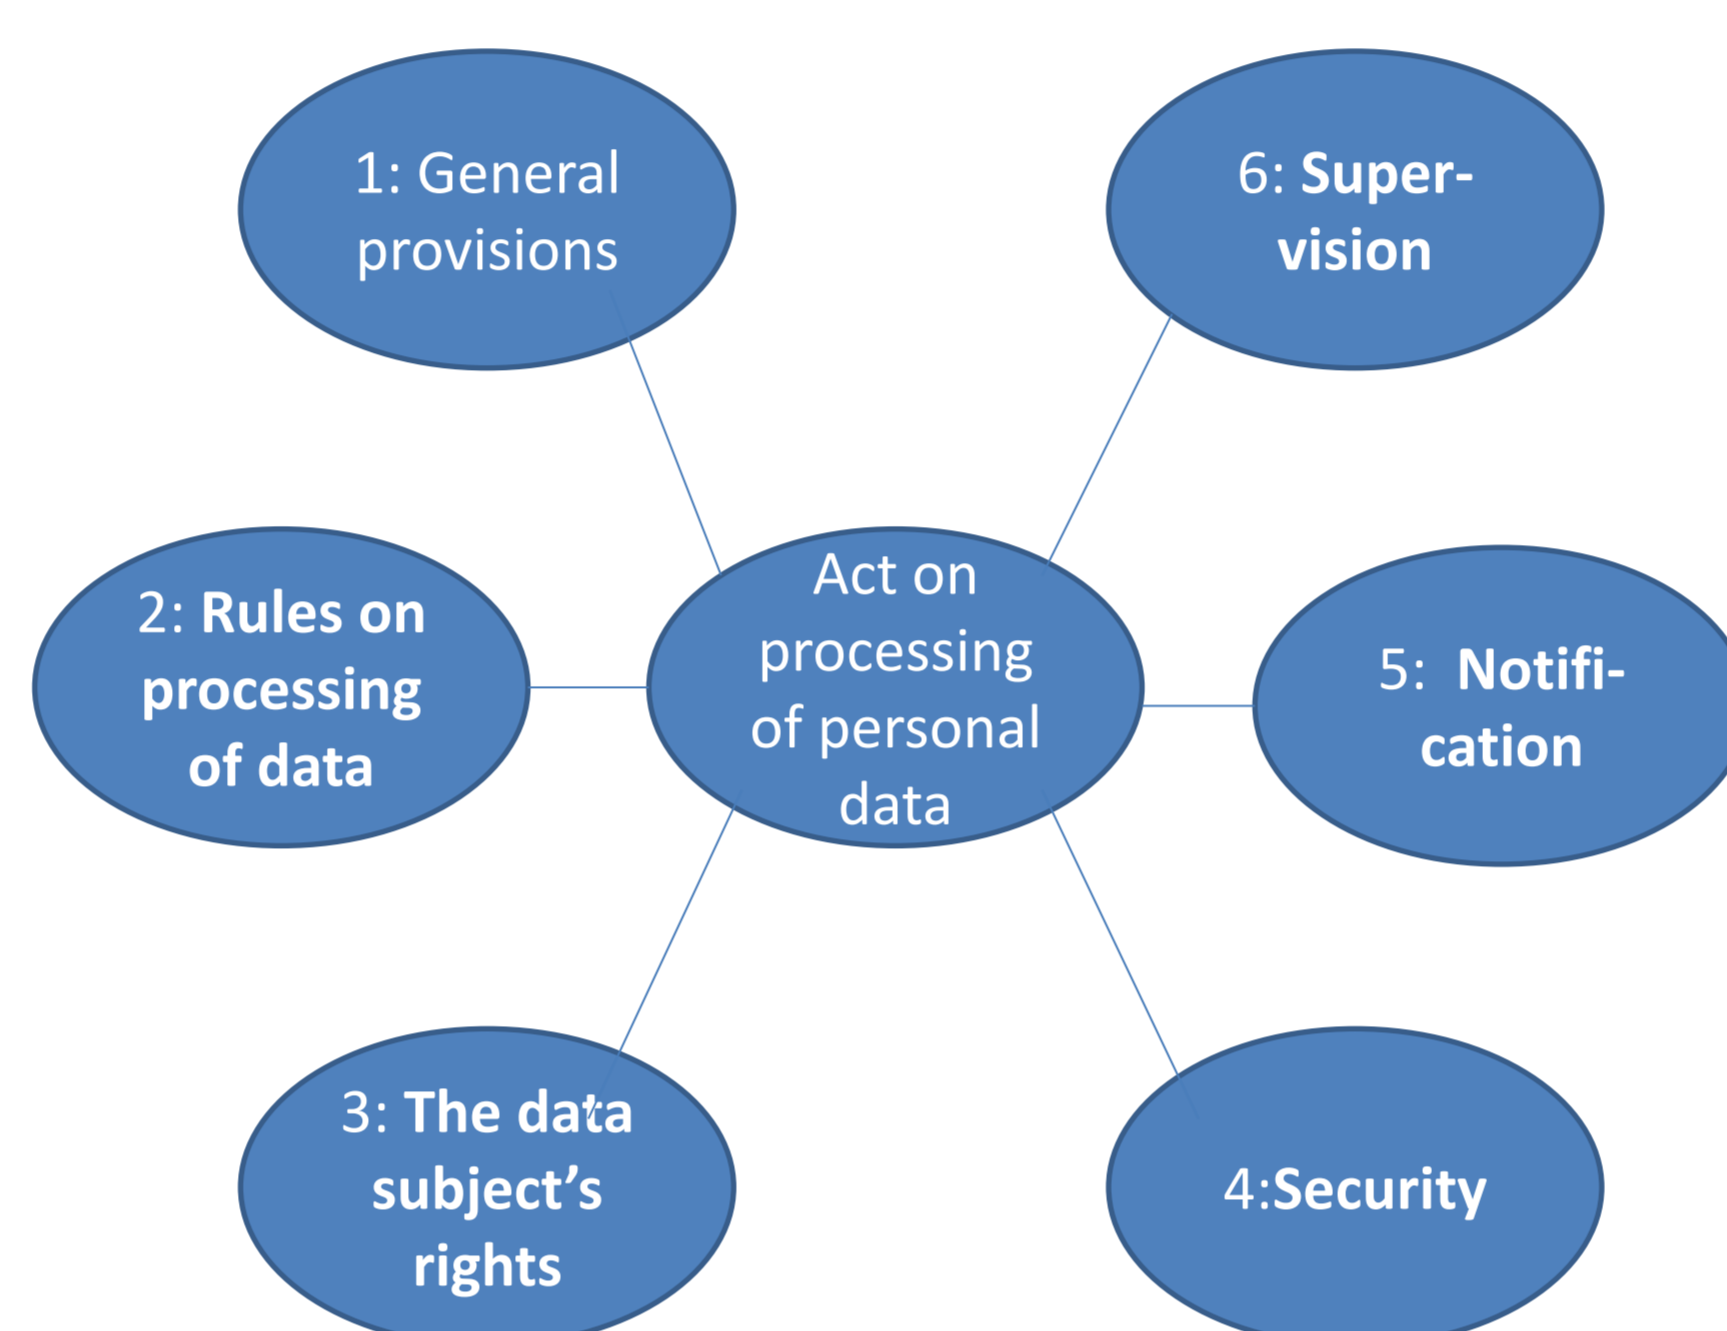 1: General
provisions
6: Super-
vision
Act on
processing
of personal
data
2: Rules on
processing
of data
5:  Notifi-
cation
3: The data
subject’s
rights
4:Security